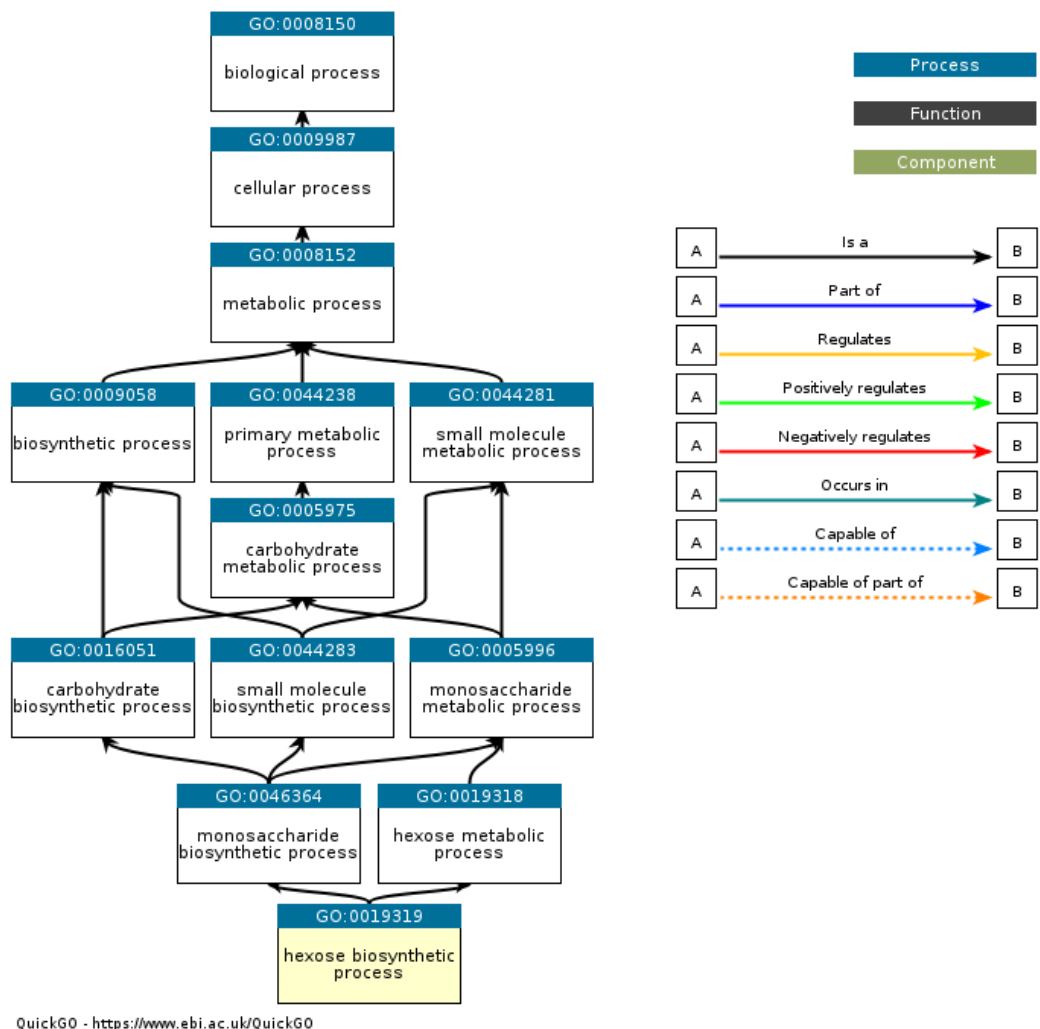 GO:0008150
biological process
GO:0009987
cellular process
GO:0008152
metabolic process
GO:0009058
biosynthetic process
GO:0044238
primary metabolic
process
GO:0044281
small molecule
metabolic process
GO:0005975
carbohydrate
metabolic process
GO:0016051
carbohydrate
biosynthetic process
GO:0044283
small molecule
biosynthetic process
GO:0005996
monosaccharide
metabolic process
GO:0046364
monosaccharide
biosynthetic process
GO:0019318
hexose metabolic
process
GO:0019319
hexose biosynthetic
process
Process
Function
Component
A Is a B
A Part of B
A Regulates B
A Positively regulates B
A Negatively regulates B
A Occurs in B
A Capable of B
A Capable of part of B
QuickGO - https://www.ebi.ac.uk/QuickGO